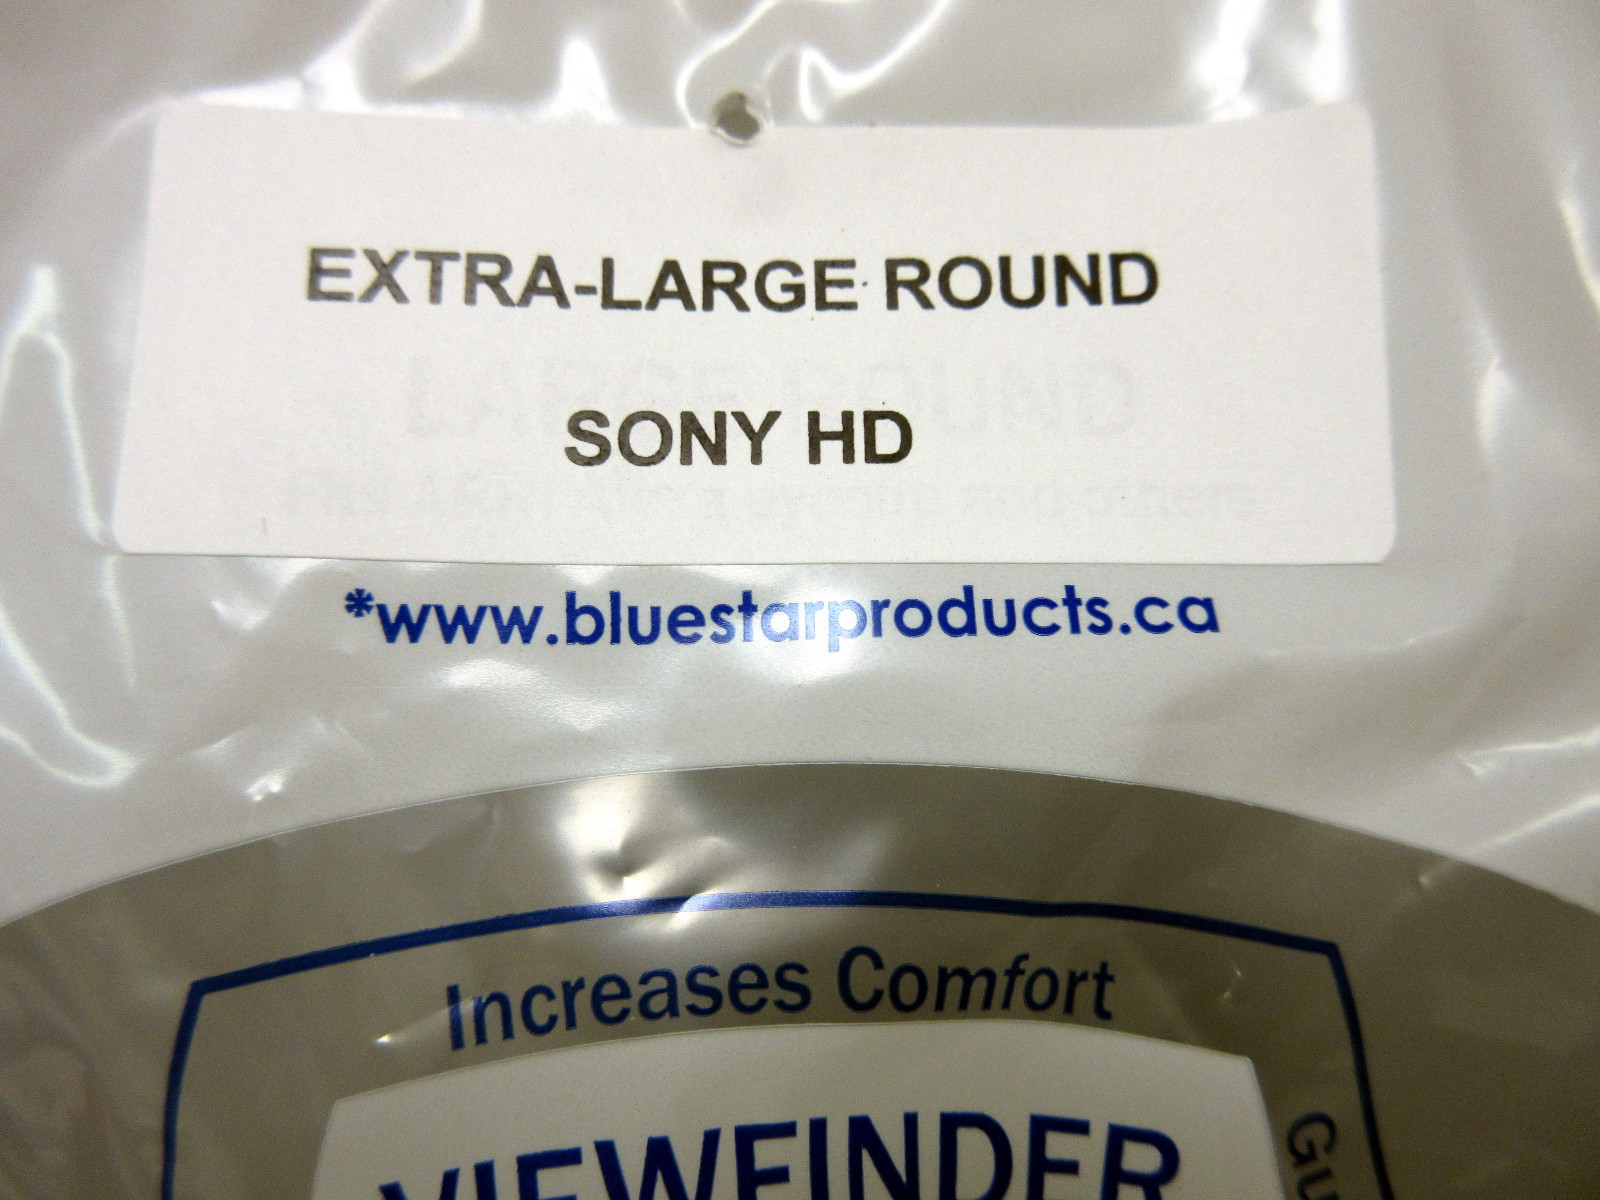 EXTRA-LARGE ROUND
SONY HD
*www.bluestarproducts.ca
Increases Comfort
VIEWFINDER